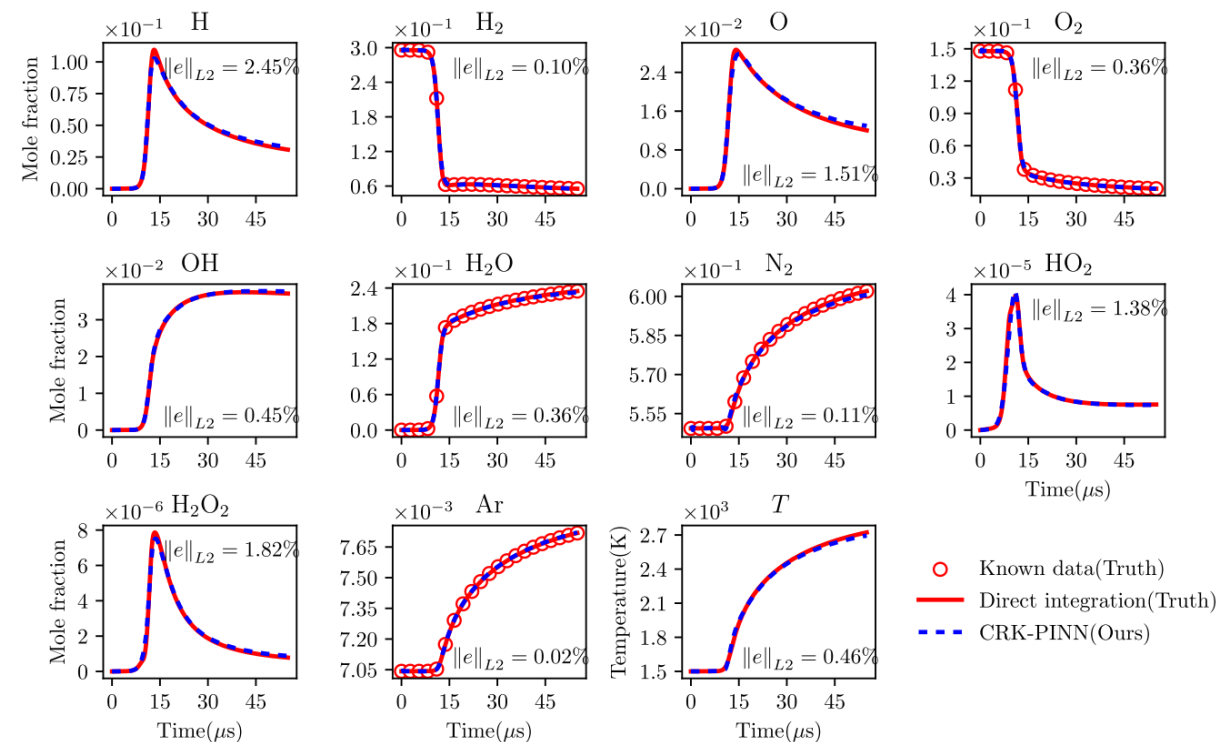 H
×10⁻¹
Mole fraction
1.00
0.75
0.50
0.25
0.00
0 15 30 45
‖e‖L2 = 2.45%
H₂
×10⁻¹
3.0
2.4
1.8
1.2
0.6
0 15 30 45
‖e‖L2 = 0.10%
O
×10⁻²
2.4
1.6
0.8
0.0
0 15 30 45
‖e‖L2 = 1.51%
O₂
×10⁻¹
1.5
1.2
0.9
0.6
0.3
0 15 30 45
‖e‖L2 = 0.36%
OH
×10⁻²
Mole fraction
3
2
1
0
0 15 30 45
‖e‖L2 = 0.45%
H₂O
×10⁻¹
2.4
1.8
1.2
0.6
0.0
0 15 30 45
‖e‖L2 = 0.36%
N₂
×10⁻¹
6.00
5.85
5.70
5.55
0 15 30 45
‖e‖L2 = 0.11%
HO₂
×10⁻⁵
4
3
2
1
0
0 15 30 45
Time(μs)
‖e‖L2 = 1.38%
H₂O₂
×10⁻⁶
Mole fraction
8
6
4
2
0
0 15 30 45
Time(μs)
‖e‖L2 = 1.82%
Ar
×10⁻³
7.65
7.50
7.35
7.20
7.05
0 15 30 45
Time(μs)
‖e‖L2 = 0.02%
T
×10³
Temperature(K)
2.7
2.4
2.1
1.8
1.5
0 15 30 45
Time(μs)
‖e‖L2 = 0.46%
Known data(Truth)
Direct integration(Truth)
CRK-PINN(Ours)